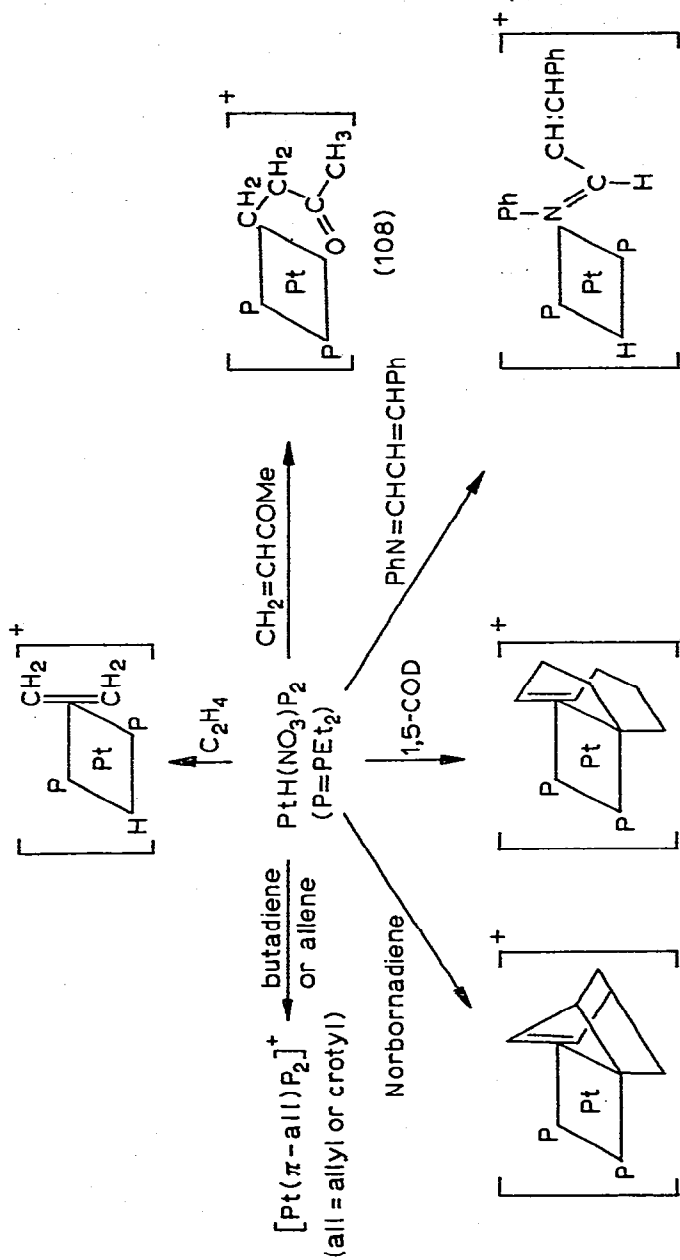 +
CH₂
P
CH₂
Pt
H
P
C₂H₄
butadiene
or allene
[Pt(π-all)P₂]⁺
(all = allyl or crotyl)
PtH(NO₃)P₂
(P=PEt₂)
CH₂=CHCOMe
+
CH₂
CH₂
P
Pt
C
CH₃
O
P
(108)
Norbornadiene
1,5-COD
PhN=CHCH=CHPh
+
P
Pt
P
+
P
Pt
P
+
Ph
CH:CHPh
P
N
C
Pt
H
H
P